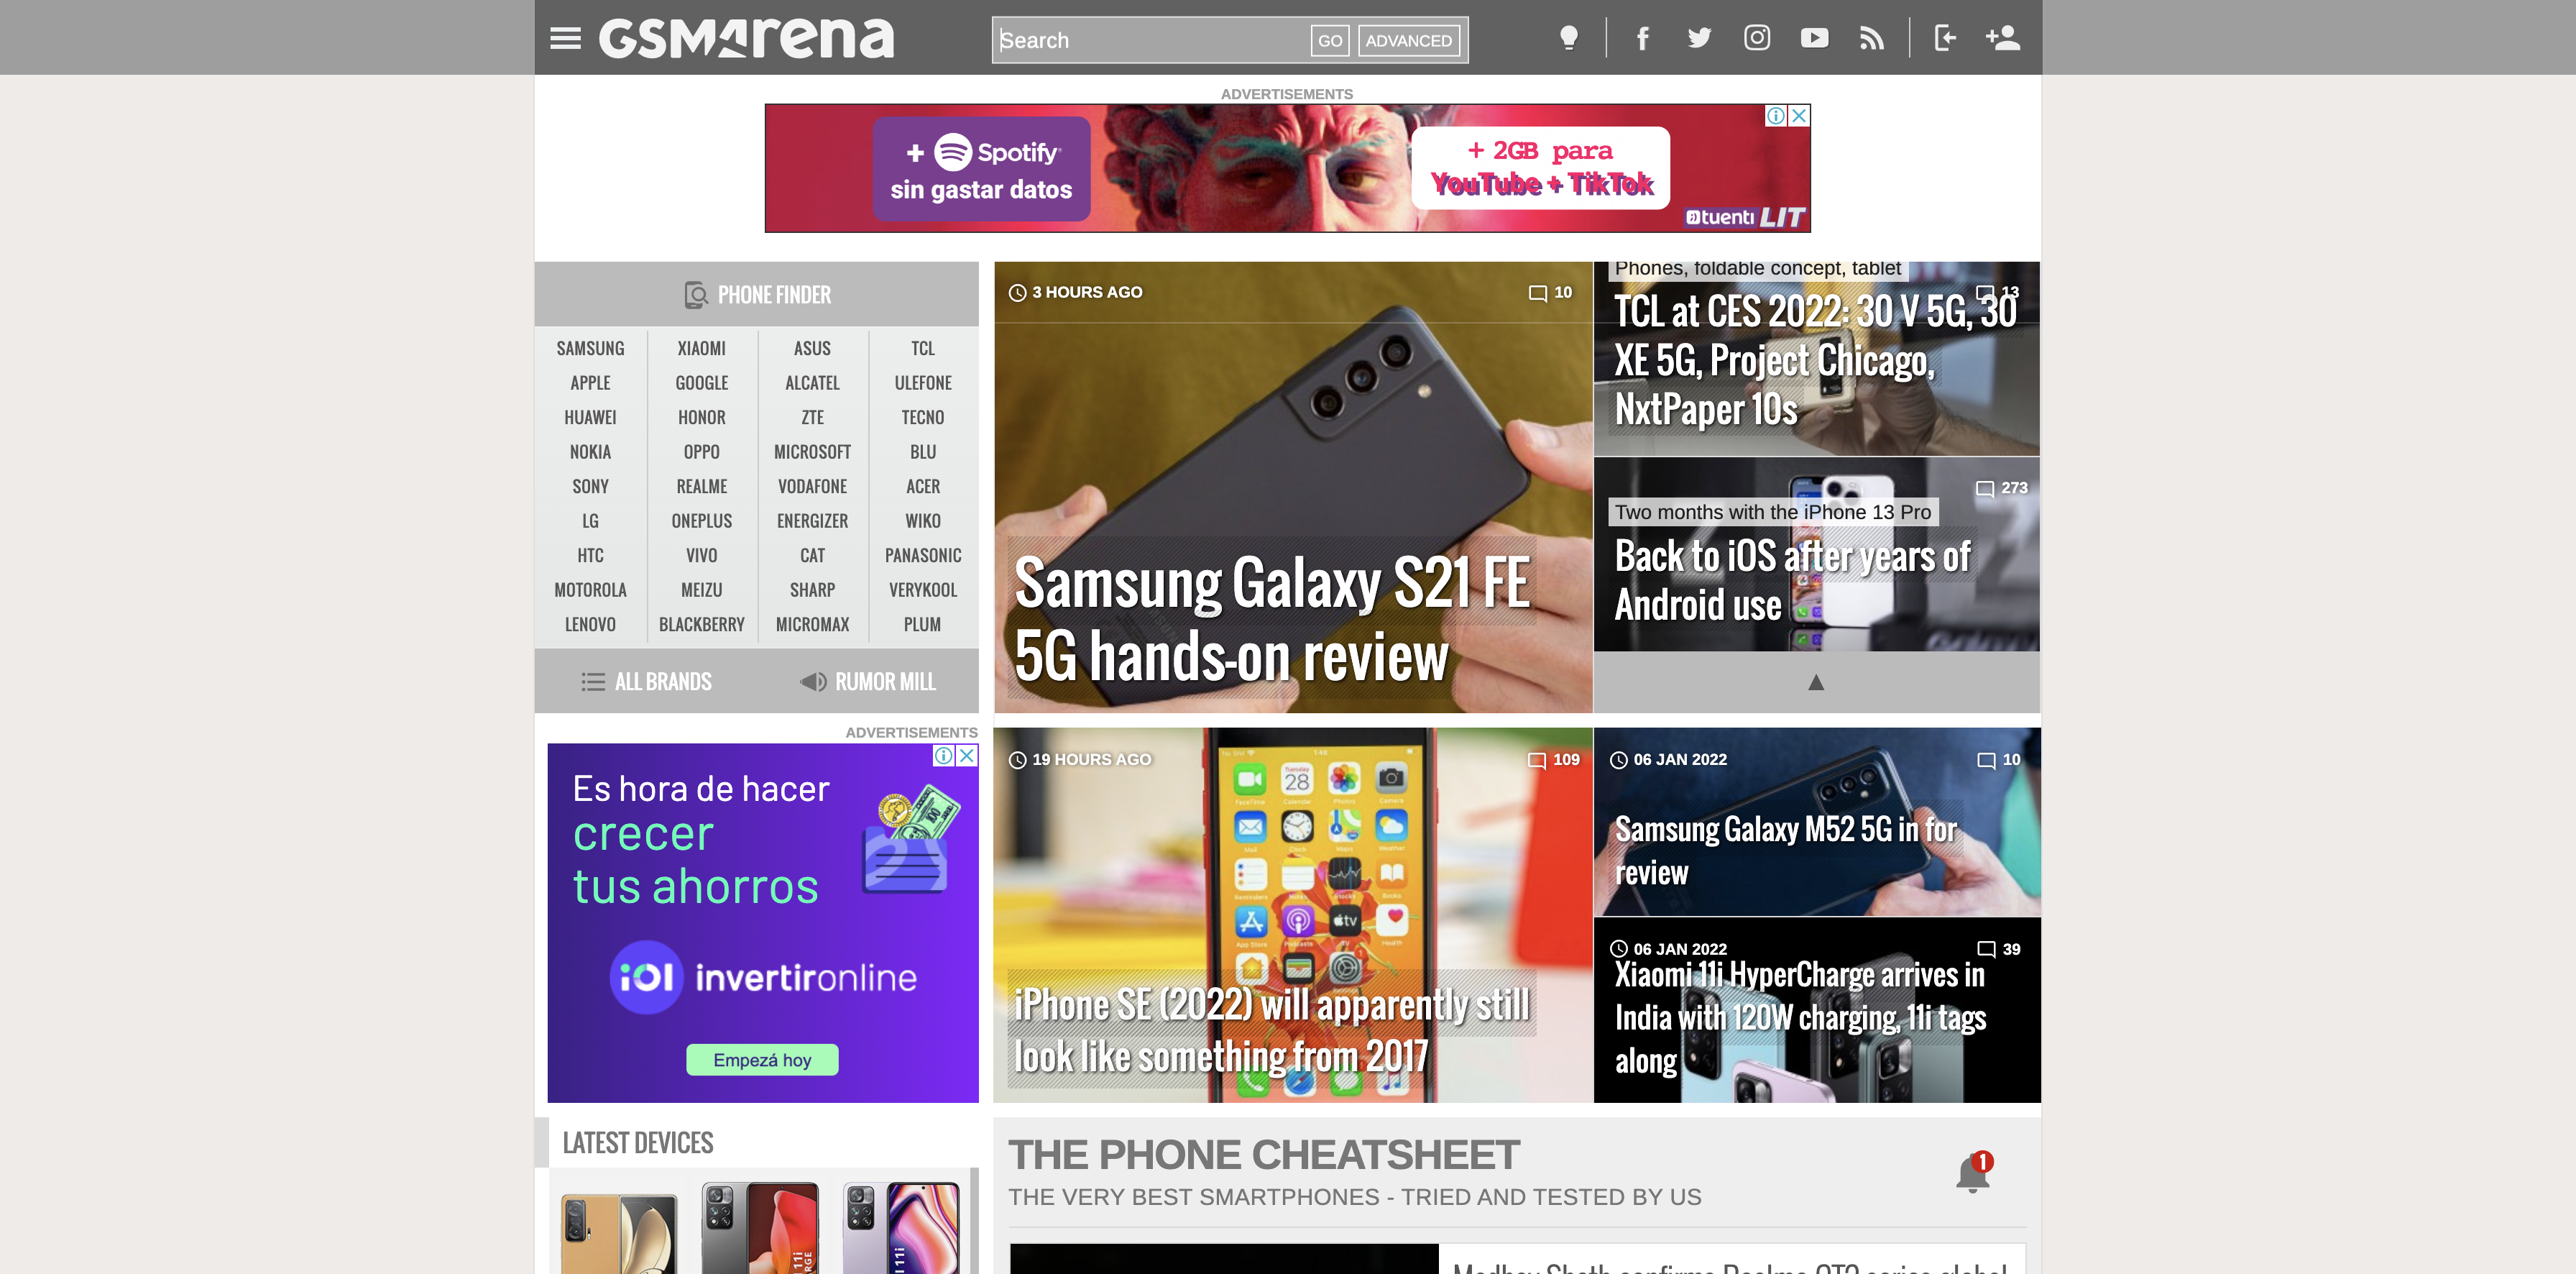 GSMArena
Search
GO
ADVANCED
ADVERTISEMENTS
+ Spotify
sin gastar datos
+ 2GB para
YouTube + TikTok
tuenti LIT
PHONE FINDER
SAMSUNG XIAOMI ASUS TCL
APPLE GOOGLE ALCATEL ULEFONE
HUAWEI HONOR ZTE TECNO
NOKIA OPPO MICROSOFT BLU
SONY REALME VODAFONE ACER
LG ONEPLUS ENERGIZER WIKO
HTC VIVO CAT PANASONIC
MOTOROLA MEIZU SHARP VERYKOOL
LENOVO BLACKBERRY MICROMAX PLUM
ALL BRANDS
RUMOR MILL
3 HOURS AGO
10
Samsung Galaxy S21 FE
5G hands-on review
Phones, foldable concept, tablet
13
TCL at CES 2022: 30 V 5G, 30
XE 5G, Project Chicago,
NxtPaper 10s
273
Two months with the iPhone 13 Pro
Back to iOS after years of
Android use
ADVERTISEMENTS
Es hora de hacer
crecer
tus ahorros
iol invertironline
Empezá hoy
19 HOURS AGO
109
iPhone SE (2022) will apparently still
look like something from 2017
06 JAN 2022
10
Samsung Galaxy M52 5G in for
review
06 JAN 2022
39
Xiaomi 11i HyperCharge arrives in
India with 120W charging, 11i tags
along
LATEST DEVICES
THE PHONE CHEATSHEET
THE VERY BEST SMARTPHONES - TRIED AND TESTED BY US
1